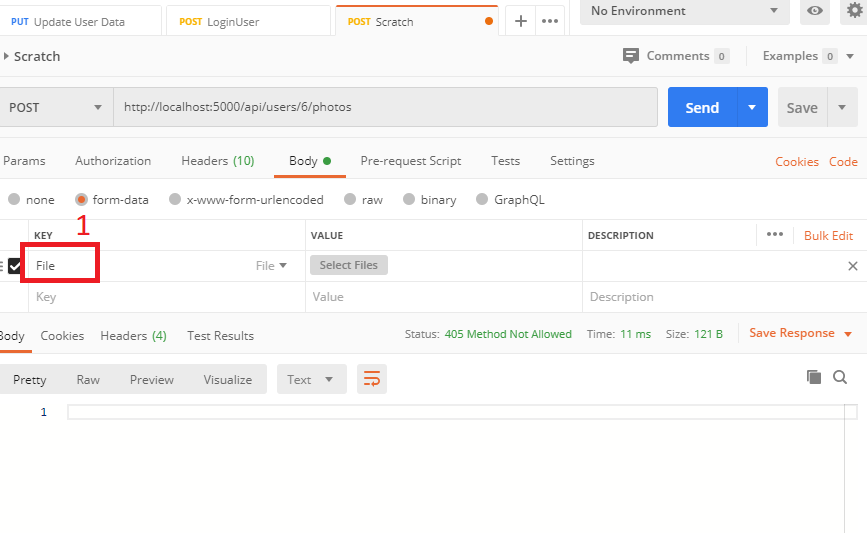 PUT Update User Data POST LoginUser POST Scratch + ••• No Environment
Scratch Comments 0 Examples 0
POST http://localhost:5000/api/users/6/photos Send Save
Params Authorization Headers (10) Body Pre-request Script Tests Settings Cookies Code
none form-data x-www-form-urlencoded raw binary GraphQL
1
KEY VALUE DESCRIPTION ••• Bulk Edit
File File Select Files
Key Value Description
Body Cookies Headers (4) Test Results Status: 405 Method Not Allowed Time: 11 ms Size: 121 B Save Response
Pretty Raw Preview Visualize Text
1